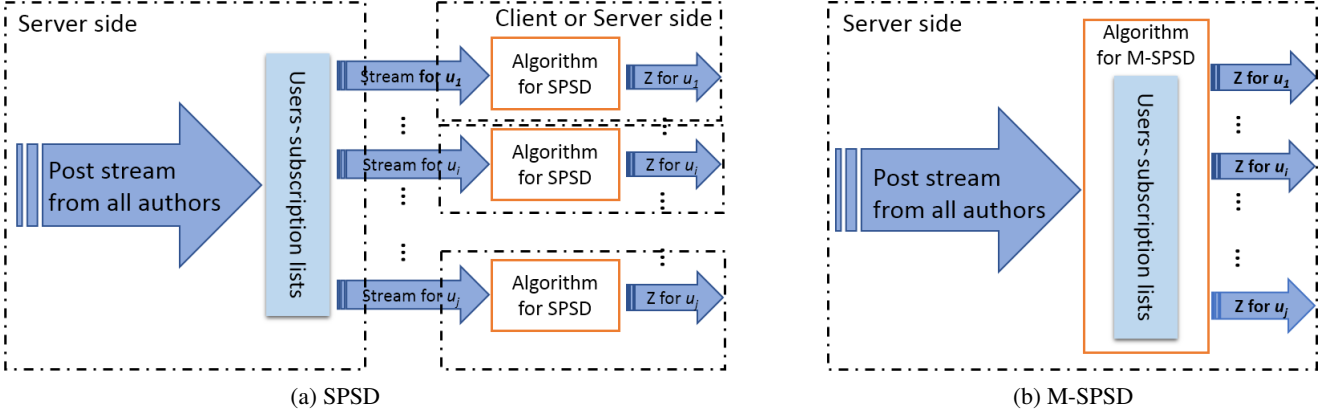 Server side
Client or Server side
Post stream
from all authors
Users~subscription lists
Stream for u1
Algorithm
for SPSD
Z for u1
...
...
Stream for ui
Algorithm
for SPSD
Z for ui
...
...
...
...
Stream for uj
Algorithm
for SPSD
Z for uj
(a) SPSD
Server side
Post stream
from all authors
Algorithm
for M-SPSD
Users~subscription lists
Z for u1
...
Z for ui
...
...
Z for uj
(b) M-SPSD